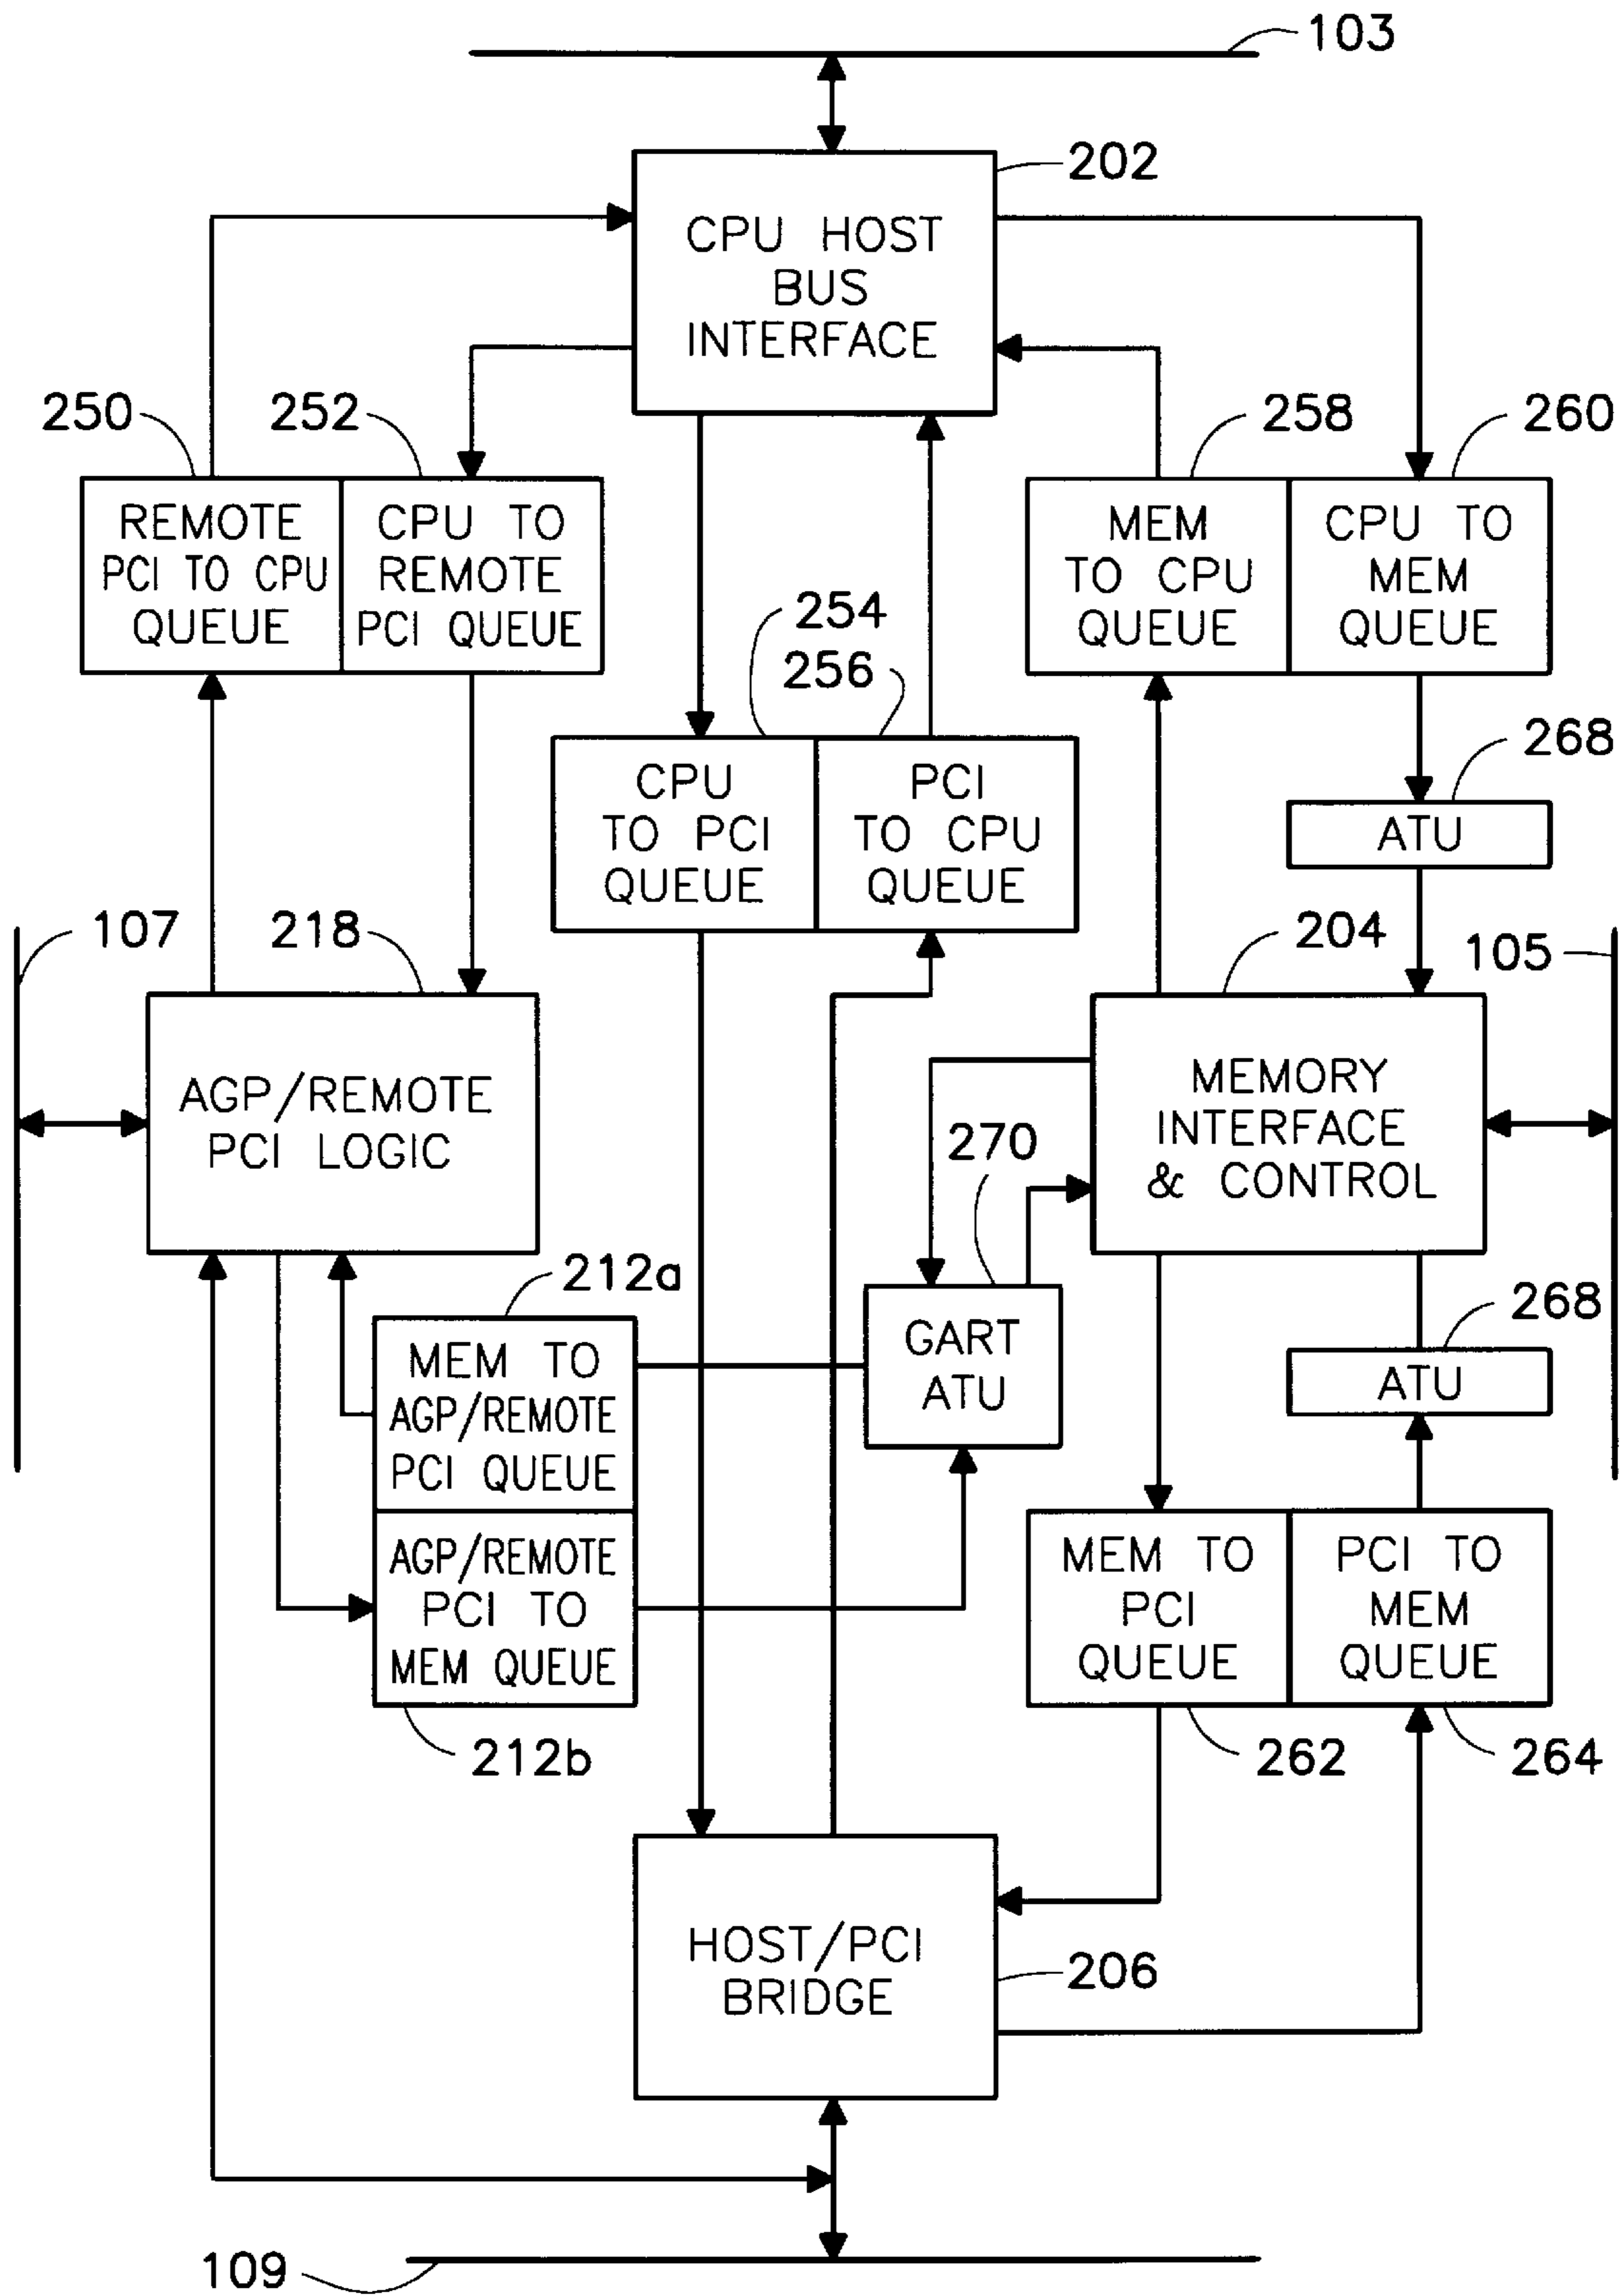 103
202
CPU HOST
BUS
INTERFACE
250
252
258
260
REMOTE
PCI TO CPU
QUEUE
CPU TO
REMOTE
PCI QUEUE
MEM
TO CPU
QUEUE
CPU TO
MEM
QUEUE
254
256
268
CPU
TO PCI
QUEUE
PCI
TO CPU
QUEUE
ATU
107
218
204
105
AGP/REMOTE
PCI LOGIC
MEMORY
INTERFACE
& CONTROL
270
212a
268
MEM TO
AGP/REMOTE
PCI QUEUE
GART
ATU
ATU
AGP/REMOTE
PCI TO
MEM QUEUE
MEM TO
PCI
QUEUE
PCI TO
MEM
QUEUE
212b
262
264
HOST/PCI
BRIDGE
206
109